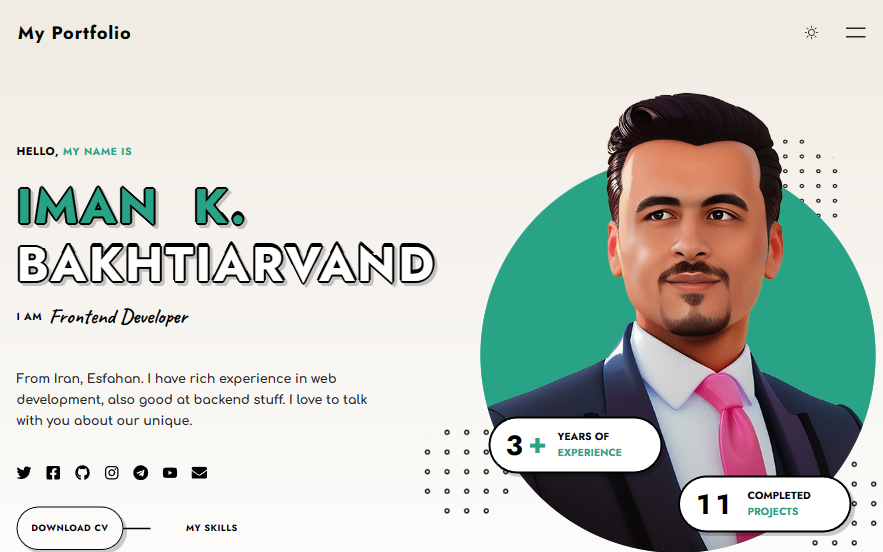 My Portfolio
HELLO, MY NAME IS
IMAN K.
BAKHTIARVAND
I AM Frontend Developer
From Iran, Esfahan. I have rich experience in web
development, also good at backend stuff. I love to talk
with you about our unique.
3+ YEARS OF
EXPERIENCE
11 COMPLETED
PROJECTS
DOWNLOAD CV
MY SKILLS